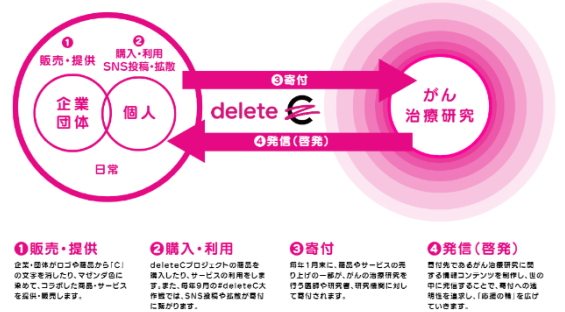 ❶
販売・提供
❷
購入・利用
SNS投稿・拡散
企業
団体
個人
日常
❸寄付
delete C
❹発信(啓発)
がん
治療研究
❶販売・提供
企業・団体がロゴや商品から「C」
の文字を消したり、マゼンダ色に
染めて、コラボした商品・サービス
を提供・販売します。
❷購入・利用
deleteCプロジェクトの商品を
購入したり、サービスの利用をしま
す。また、毎年9月の#deleteC大
作戦では、SNS投稿や拡散が寄付
に繋がります。
❸寄付
毎年1月末に、商品やサービスの売
り上げの一部が、がんの治療研究を
行う医師や研究者、研究機関に対し
て寄付されます。
❹発信(啓発)
寄付先であるがん治療研究に関
する情報コンテンツを制作し、世の
中に発信することで、寄付への透
明性を追求し、「応援の輪」を広げ
ていきます。